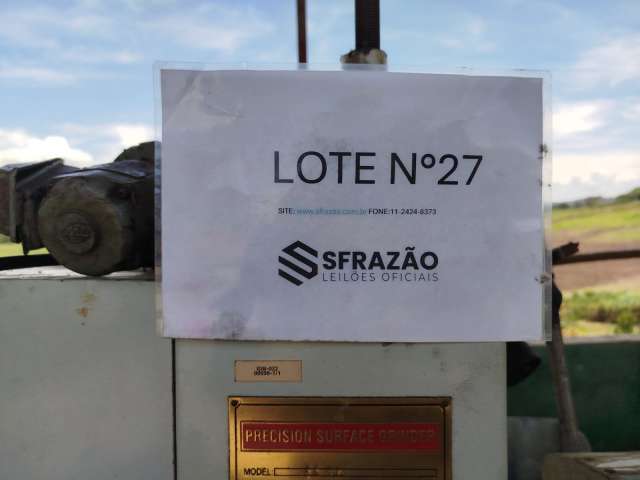 LOTE Nº27
SITE: www.sfrazao.com.br FONE:11-2424-8373
SFRAZÃO
LEILÕES OFICIAIS
PRECISION SURFACE GRINDER
MODEL: